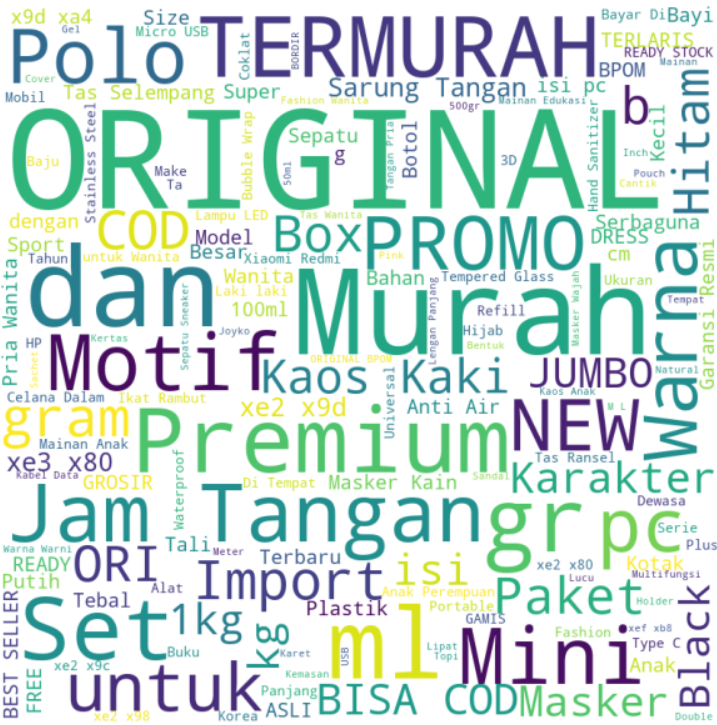 x9d xa4
Ge1
Size
Micro USB
Polo
Cover
Mobil
TERMURAH
Coklat
BORDIR
Bayar Di
Bayi
TERLARIS
READY STOCK
BPOM
Mainan
Tas Selempang
Super
Sarung Tangan
isi pc
Fashion Wanita
500gr
Mainan Edukasi
b
Hitam
ORIGINAL
Stainless Steel
Baju
Make
Ta
Bubble Wrap
Sepatu
g
50ml
Tangan Pria
Botol
3D
Hand Sanitizer
Kecil
Inch
Pouch
Cantik
dengan
Sport
COD
Lampu LED
Tas Wanita
Model
Box
PROMO
Serbaguna
DRESS
cm
Tahun
untuk Wanita
Besar
Xiaomi Redmi
Pink
Pria Wanita
dan
Wanita
Laki laki
100ml
Bahan
Tempered Glass
Ukuran
Tempat
Garansi Resmi
Warna
Murah
Lengan Panjang
Refill
Hijab
Bentuk
Masker Wajah
HP
Kertas
Sepatu Sneaker
Joyko
Sachet
Motif
ORIGINAL BPOM
Kaos Kaki
JUMBO
Natural
Kaos Anak
Celana Dalam
Ikat Rambut
Universal
Anti Air
M L
gram
xe2 x9d
Premium
NEW
Mainan Anak
xe3 x80
Kabel Data
GROSIR
Waterproof
Di Tempat
Masker Kain
Sandal
Tas Ransel
Karakter
Dewasa
Jam Tangan
gr
pc
Serie
Plus
Warna Warni
Meter
READY
Putih
ORI
Tali
Terbaru
isi
xe2 x80
Kotak
Lucu
Multifungsi
Alat
Import
Anak Perempuan
Portable
Paket
Holder
Tebal
Plastik
GAMIS
Fashion
xef xb8
Type C
Set
1kg
kg
Buku
Karet
USB
ml
Lipat
Topi
Mini
Anak
Black
BEST SELLER
FREE
xe2 x9c
Kemasan
untuk
Panjang
xe2 x98
Korea
ASLI
BISA COD
Masker
Double